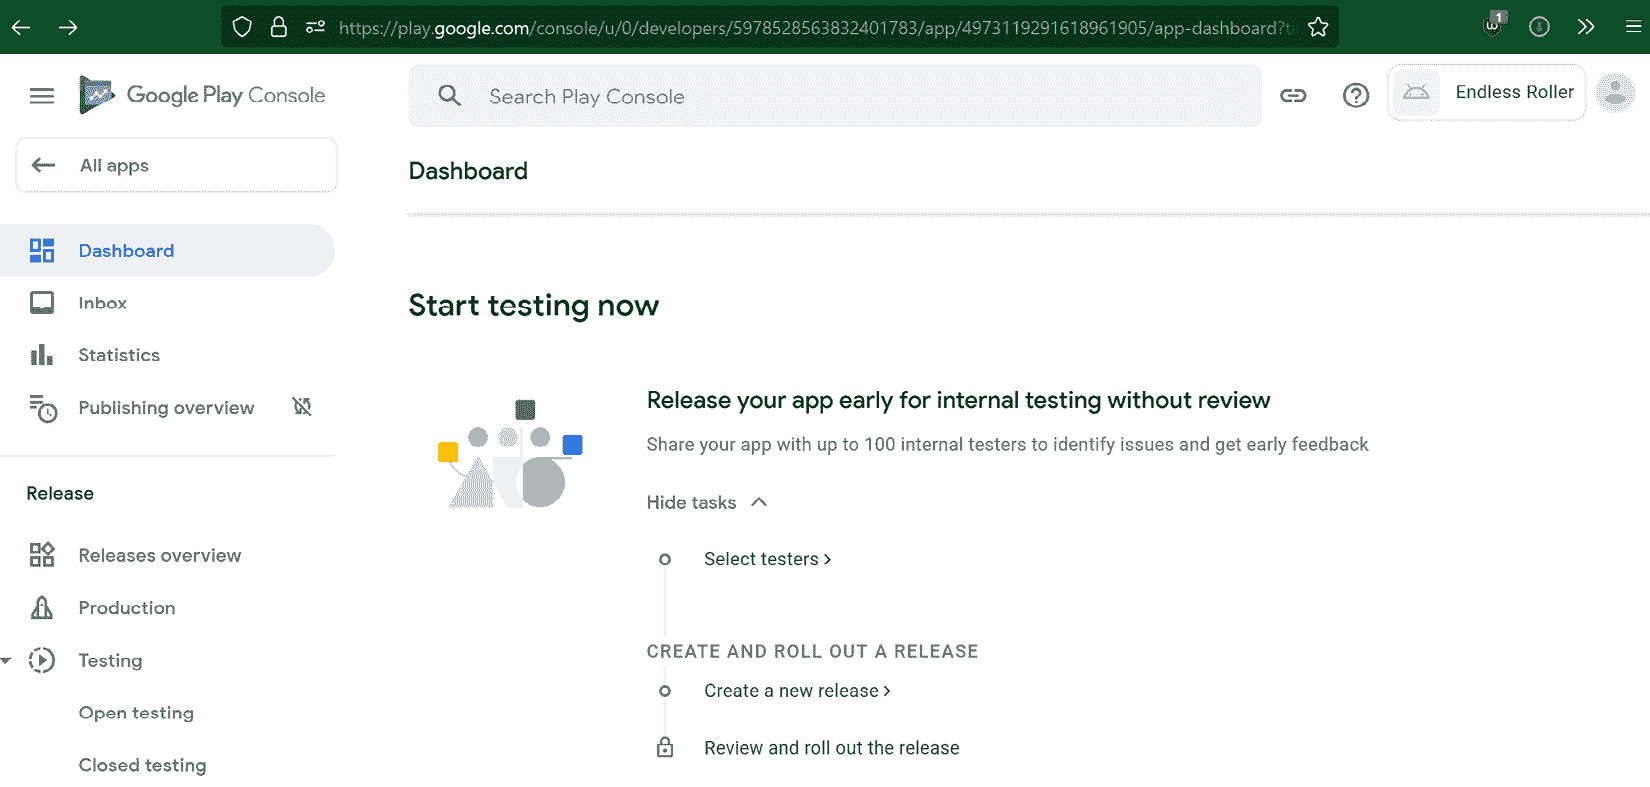 https://play.google.com/console/u/0/developers/5978528563832401783/app/4973119291618961905/app-dashboard?ti
1
Google Play Console
Search Play Console
Endless Roller
All apps
Dashboard
Dashboard
Inbox
Statistics
Publishing overview
Release
Releases overview
Production
Testing
Open testing
Closed testing
Start testing now
Release your app early for internal testing without review
Share your app with up to 100 internal testers to identify issues and get early feedback
Hide tasks
Select testers
CREATE AND ROLL OUT A RELEASE
Create a new release
Review and roll out the release